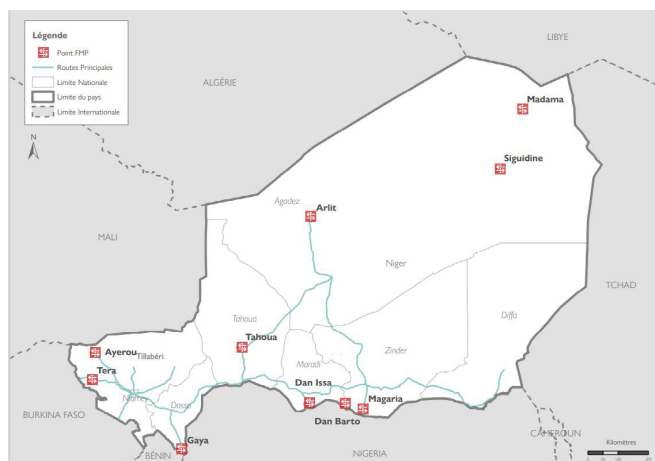 Légende
Point FMP
Routes Principales
Limite Nationale
Limite du pays
Limite Internationale
N
LIBYE
ALGÉRIE
Madama
Siguidine
Agadez
Arlit
MALI
Niger
TCHAD
Tahoua
Diffa
Tahoua
Ayerou
Tillabéri
Zinder
Maradi
Tera
Dan Issa
Niamey
Dosso
Magaria
BURKINA FASO
Dan Barto
CAMEROUN
Gaya
Kilomètres
BÉNIN
NIGERIA